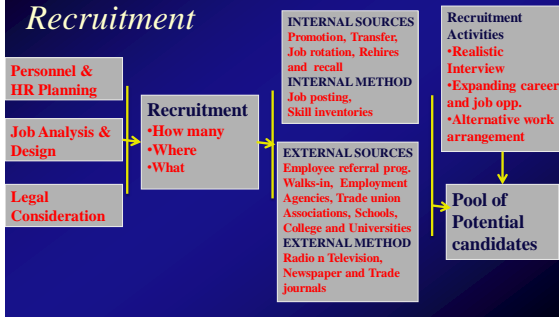 Recruitment
Personnel &
HR Planning
Job Analysis &
Design
Legal
Consideration
Recruitment
•How many
•Where
•What
INTERNAL SOURCES
Promotion, Transfer,
Job rotation, Rehires
and recall
INTERNAL METHOD
Job posting,
Skill inventories
EXTERNAL SOURCES
Employee referral prog.
Walks-in, Employment
Agencies, Trade union
Associations, Schools,
College and Universities
EXTERNAL METHOD
Radio n Television,
Newspaper and Trade
journals
Recruitment
Activities
•Realistic
Interview
•Expanding career
and job opp.
•Alternative work
arrangement
Pool of
Potential
candidates